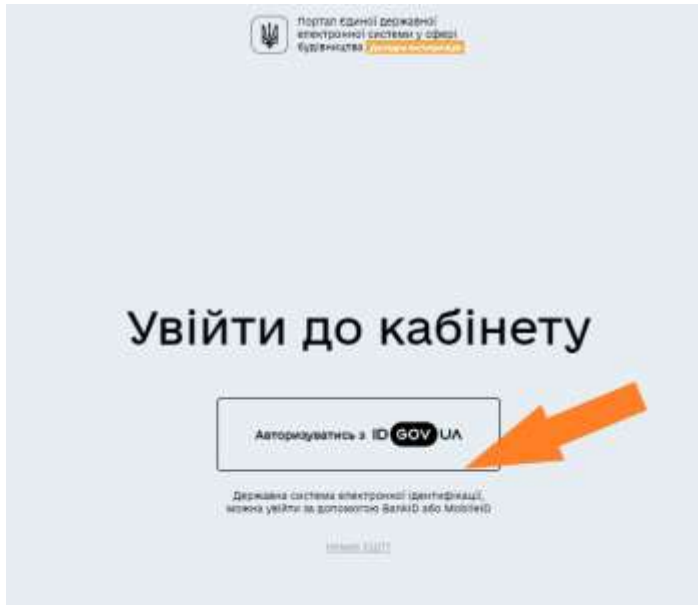 Портал Єдиної державної
електронної системи у сфері
будівництва
Увійти до кабінету
Авторизуватись з ID GOV UA
Державна система електронної ідентифікації,
можна увійти за допомогою BankID або MobileID